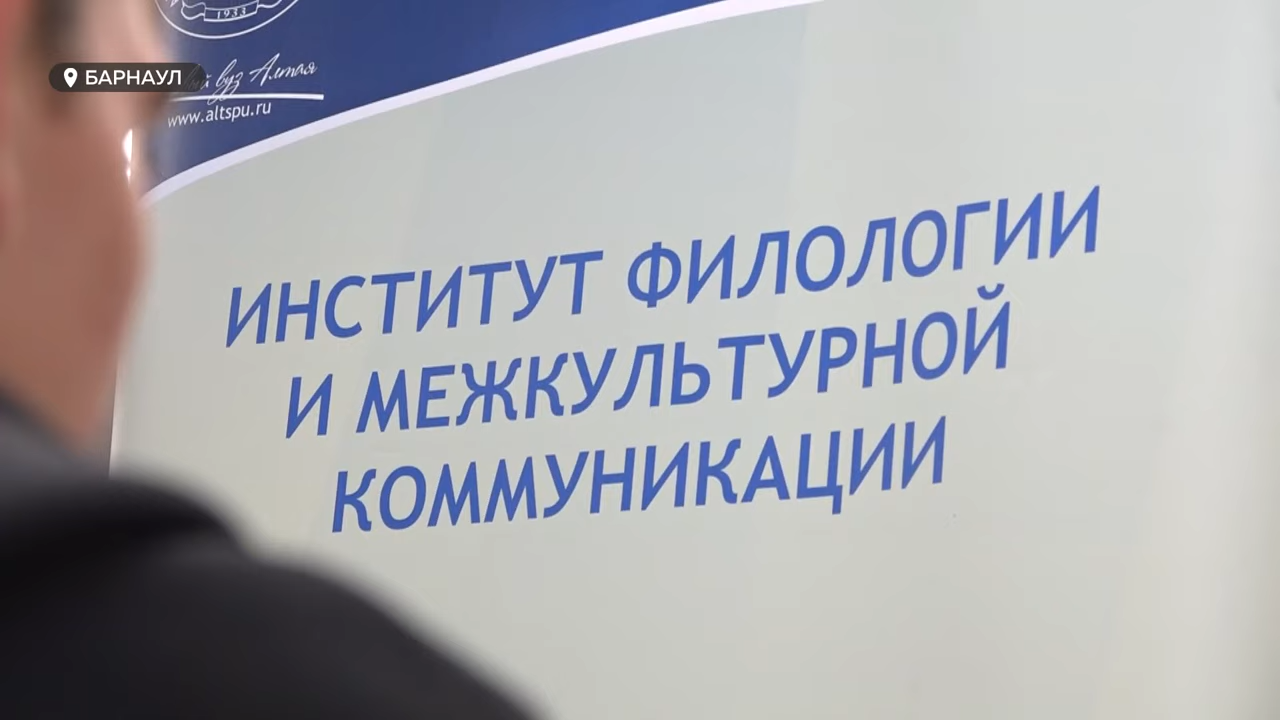 1933
БАРНАУЛ
вуз Алтая
www.altspu.ru
ИНСТИТУТ ФИЛОЛОГИИ
И МЕЖКУЛЬТУРНОЙ
КОММУНИКАЦИИ